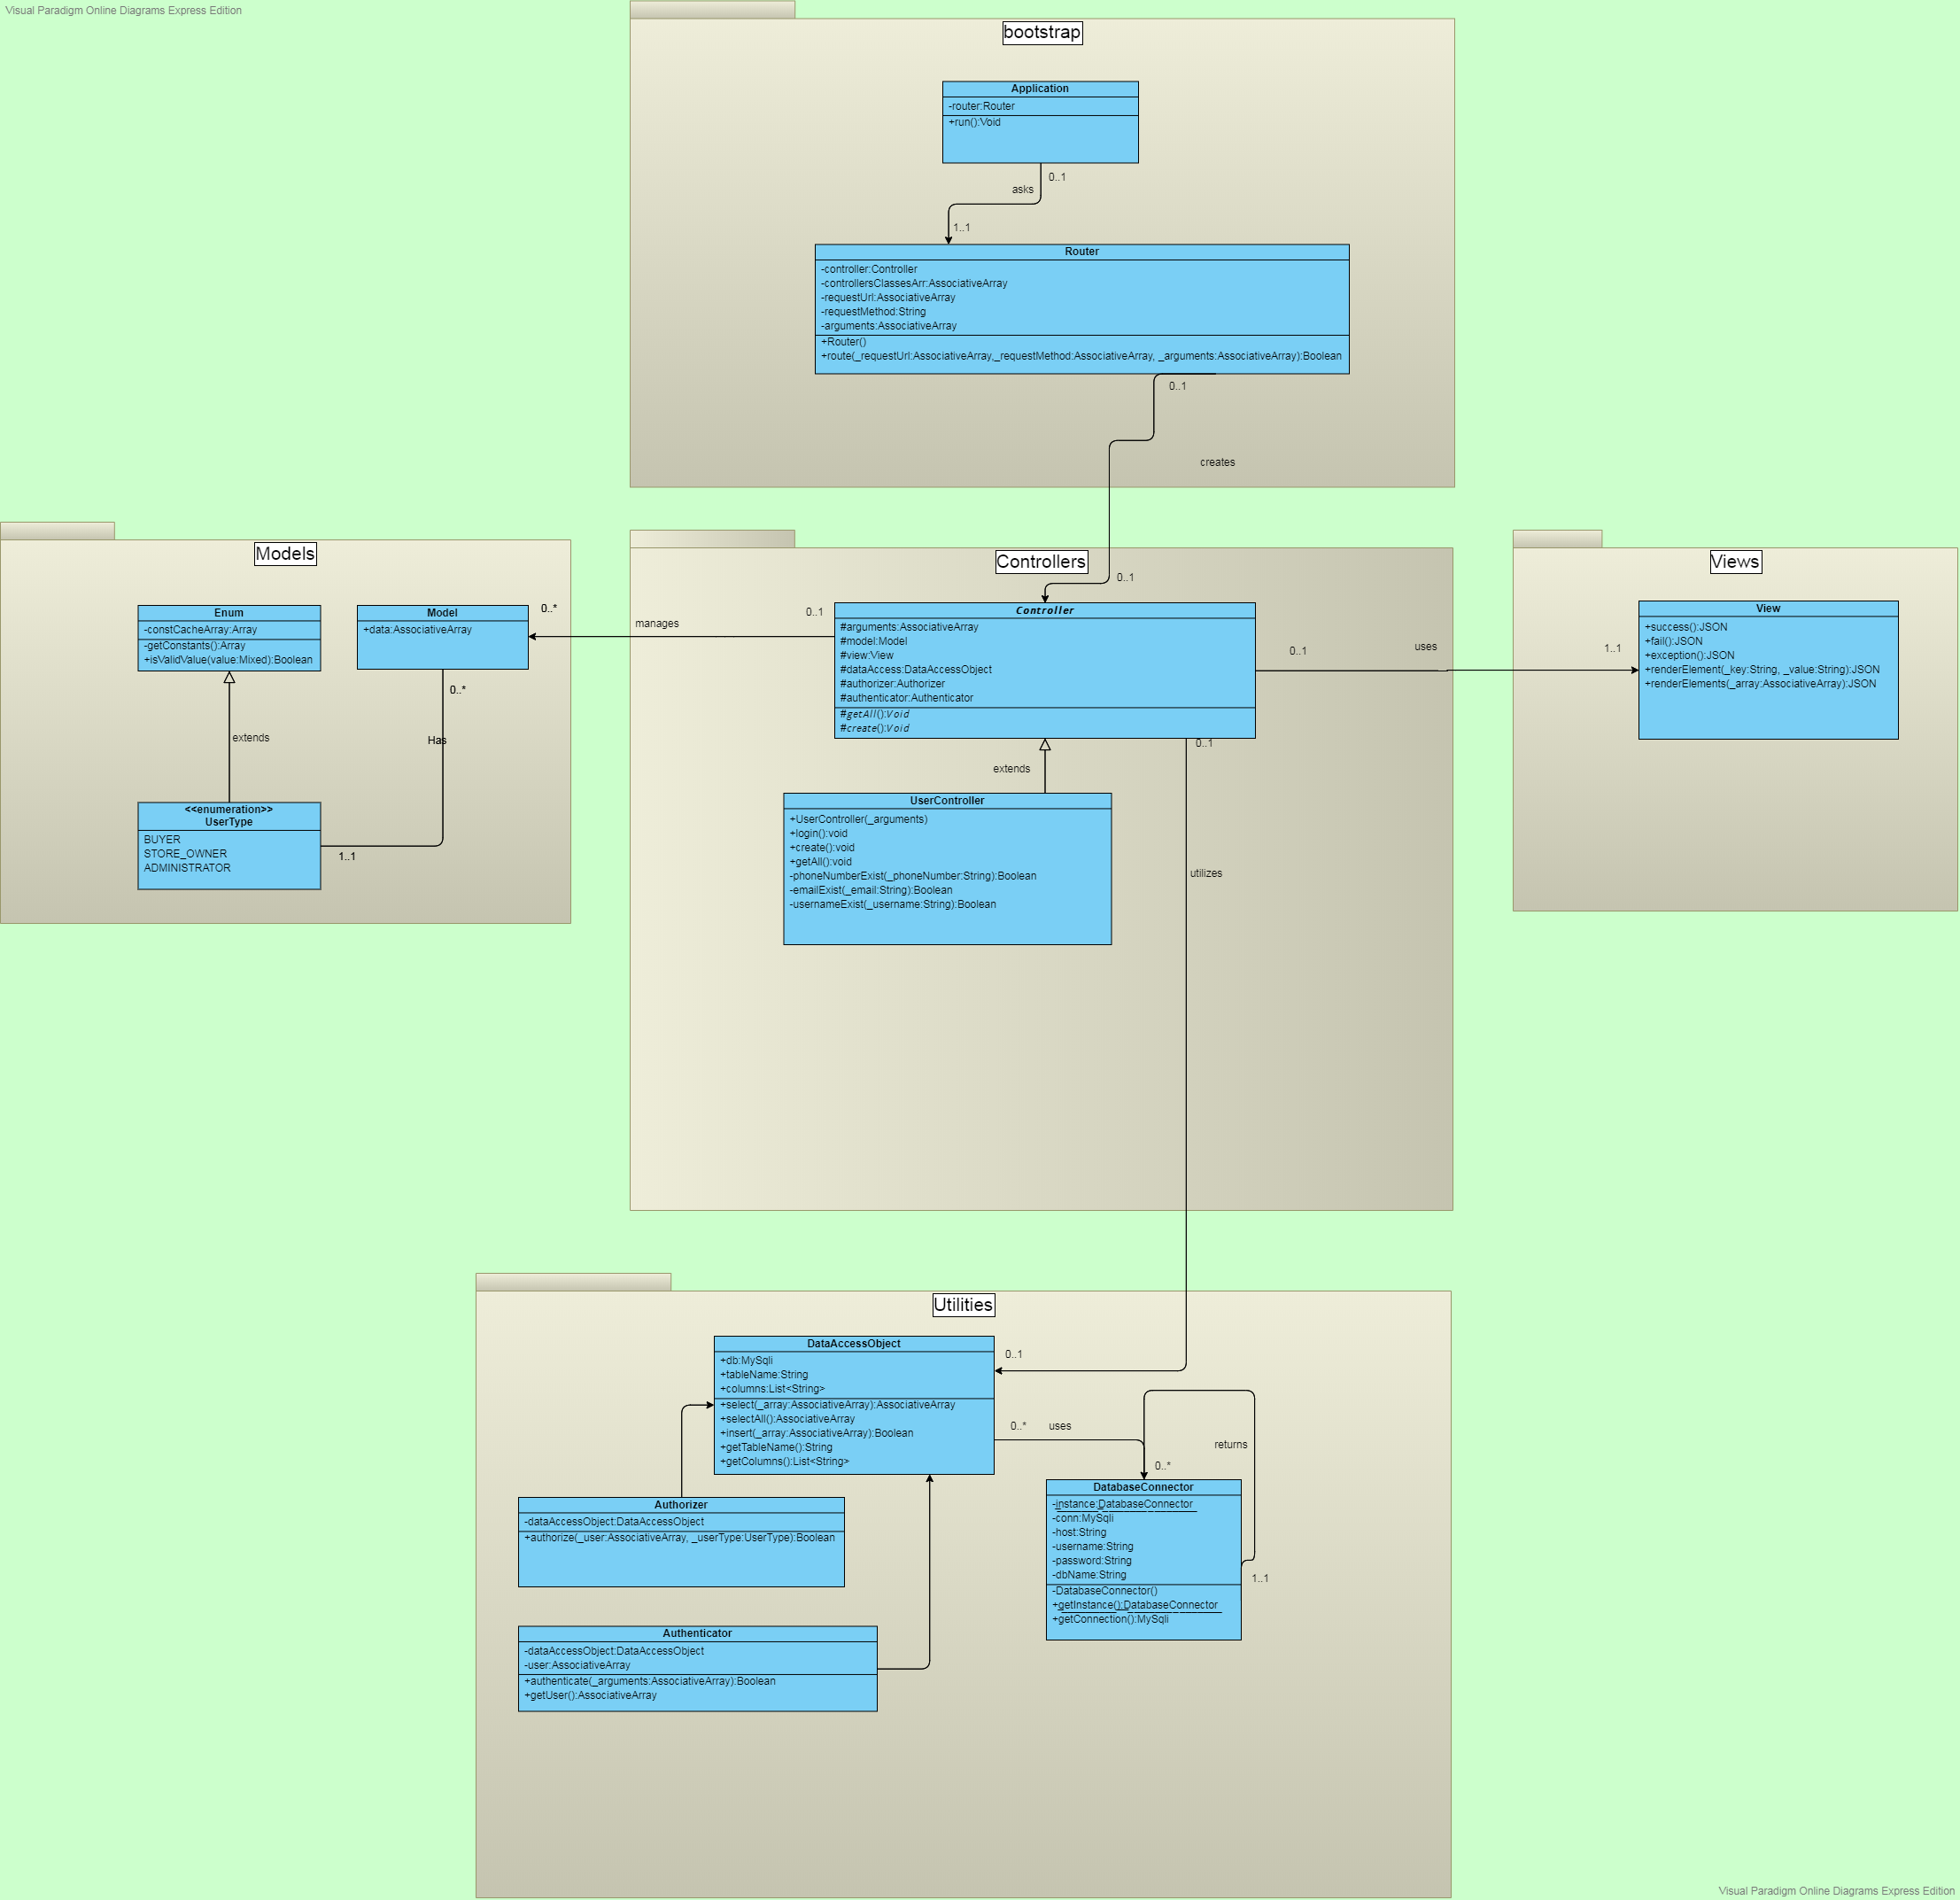 Visual Paradigm Online Diagrams Express Edition
bootstrap
Application
-router:Router
+run():Void
0..1
asks
1..1
Router
-controller:Controller
-controllersClassesArr:AssociativeArray
-requestUrl:AssociativeArray
-requestMethod:String
-arguments:AssociativeArray
+Router()
+route(_requestUrl:AssociativeArray,_requestMethod:AssociativeArray, _arguments:AssociativeArray):Boolean
0..1
creates
Models
Enum
-constCacheArray:Array
-getConstants():Array
+isValidValue(value:Mixed):Boolean
Model
+data:AssociativeArray
0..*
0..*
Has
extends
<<enumeration>>
UserType
BUYER
STORE_OWNER
ADMINISTRATOR
1..1
manages
0..1
Controllers
0..1
Controller
#arguments:AssociativeArray
#model:Model
#view:View
#dataAccess:DataAccessObject
#authorizer:Authorizer
#authenticator:Authenticator
#getAll():Void
#create():Void
0..1
extends
UserController
+UserController(_arguments)
+login():void
+create():void
+getAll():void
-phoneNumberExist(_phoneNumber:String):Boolean
-emailExist(_email:String):Boolean
-usernameExist(_username:String):Boolean
utilizes
0..1
uses
1..1
Views
View
+success():JSON
+fail():JSON
+exception():JSON
+renderElement(_key:String, _value:String):JSON
+renderElements(_array:AssociativeArray):JSON
Utilities
DataAccessObject
+db:MySqli
+tableName:String
+columns:List<String>
+select(_array:AssociativeArray):AssociativeArray
+selectAll():AssociativeArray
+insert(_array:AssociativeArray):Boolean
+getTableName():String
+getColumns():List<String>
0..1
0..*
uses
0..*
returns
DatabaseConnector
-instance:DatabaseConnector
-conn:MySqli
-host:String
-username:String
-password:String
-dbName:String
-DatabaseConnector()
+getInstance():DatabaseConnector
+getConnection():MySqli
1..1
Authorizer
-dataAccessObject:DataAccessObject
+authorize(_user:AssociativeArray, _userType:UserType):Boolean
Authenticator
-dataAccessObject:DataAccessObject
-user:AssociativeArray
+authenticate(_arguments:AssociativeArray):Boolean
+getUser():AssociativeArray
Visual Paradigm Online Diagrams Express Edition